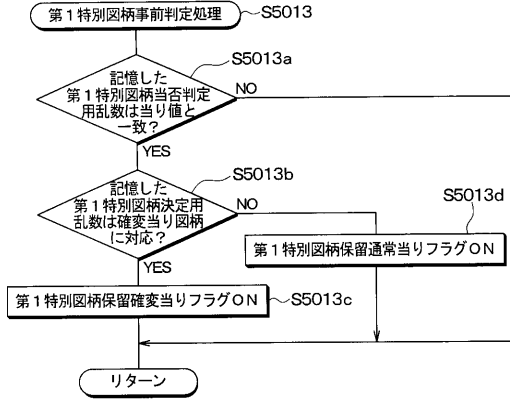 第1特別図柄事前判定処理
S5013
S5013a
記憶した
第1特別図柄当否判定
用乱数は当り値と
一致?
NO
YES
S5013b
記憶した
第1特別図柄決定用
乱数は確変当り図柄
に対応?
NO
YES
S5013d
第1特別図柄保留通常当りフラグON
第1特別図柄保留確変当りフラグON
S5013c
リターン